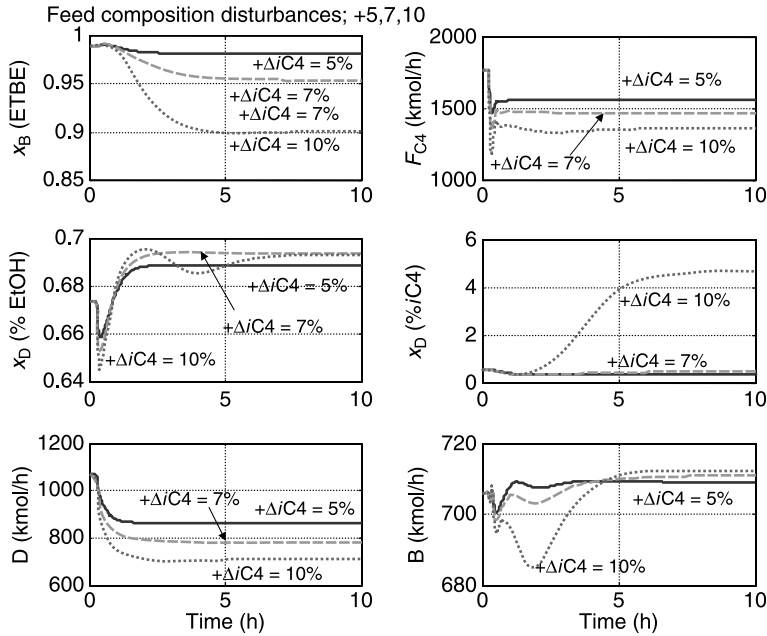 Feed composition disturbances; +5,7,10
x_B (ETBE)
1
0.95
0.9
0.85
0
5
10
+ΔiC4 = 5%
+ΔiC4 = 7%
+ΔiC4 = 7%
+ΔiC4 = 10%
F_C4 (kmol/h)
2000
1500
1000
0
5
10
+ΔiC4 = 5%
+ΔiC4 = 10%
+ΔiC4 = 7%
x_D (% EtOH)
0.7
0.68
0.66
0.64
0
5
10
+ΔiC4 = 5%
+ΔiC4 = 7%
+ΔiC4 = 10%
x_D (%iC4)
6
4
2
0
0
5
10
+ΔiC4 = 10%
+ΔiC4 = 7%
D (kmol/h)
1200
1000
800
600
0
5
10
+ΔiC4 = 7%
+ΔiC4 = 5%
+ΔiC4 = 10%
Time (h)
B (kmol/h)
720
700
680
0
5
10
+ΔiC4 = 5%
+ΔiC4 = 10%
Time (h)